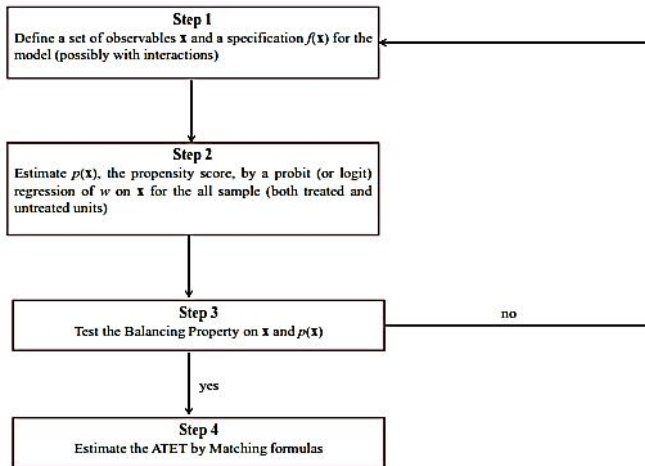 Step 1
Define a set of observables x and a specification f(x) for the
model (possibly with interactions)
Step 2
Estimate p(x), the propensity score, by a probit (or logit)
regression of w on x for the all sample (both treated and
untreated units)
Step 3
Test the Balancing Property on x and p(x)
no
yes
Step 4
Estimate the ATET by Matching formulas